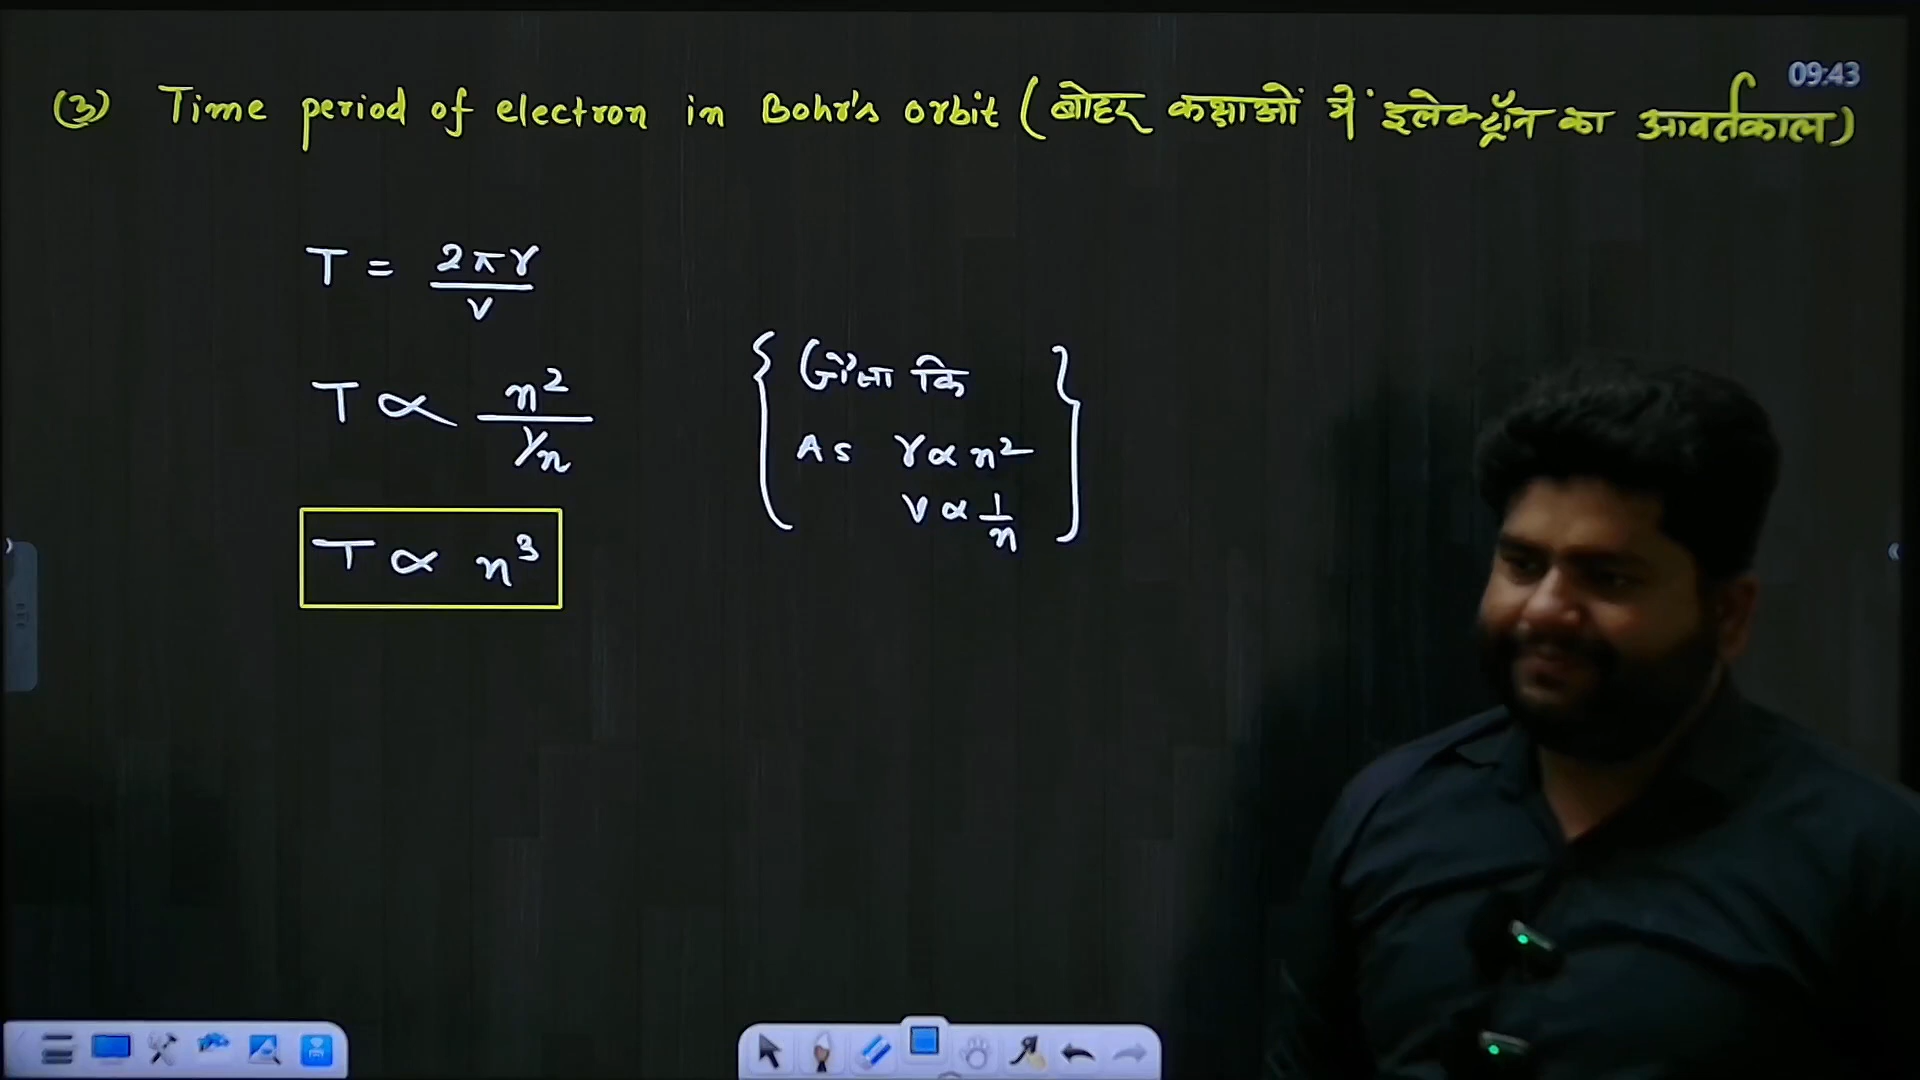 09:43
(3) Time period of electron in Bohr's orbit (बोहर कक्षाओं में इलेक्ट्रॉन का आवर्तकाल)
T = 2πr/v
T ∝ n²/1/n
T ∝ n³
{ जैसा कि
As r ∝ n²
v ∝ 1/n }